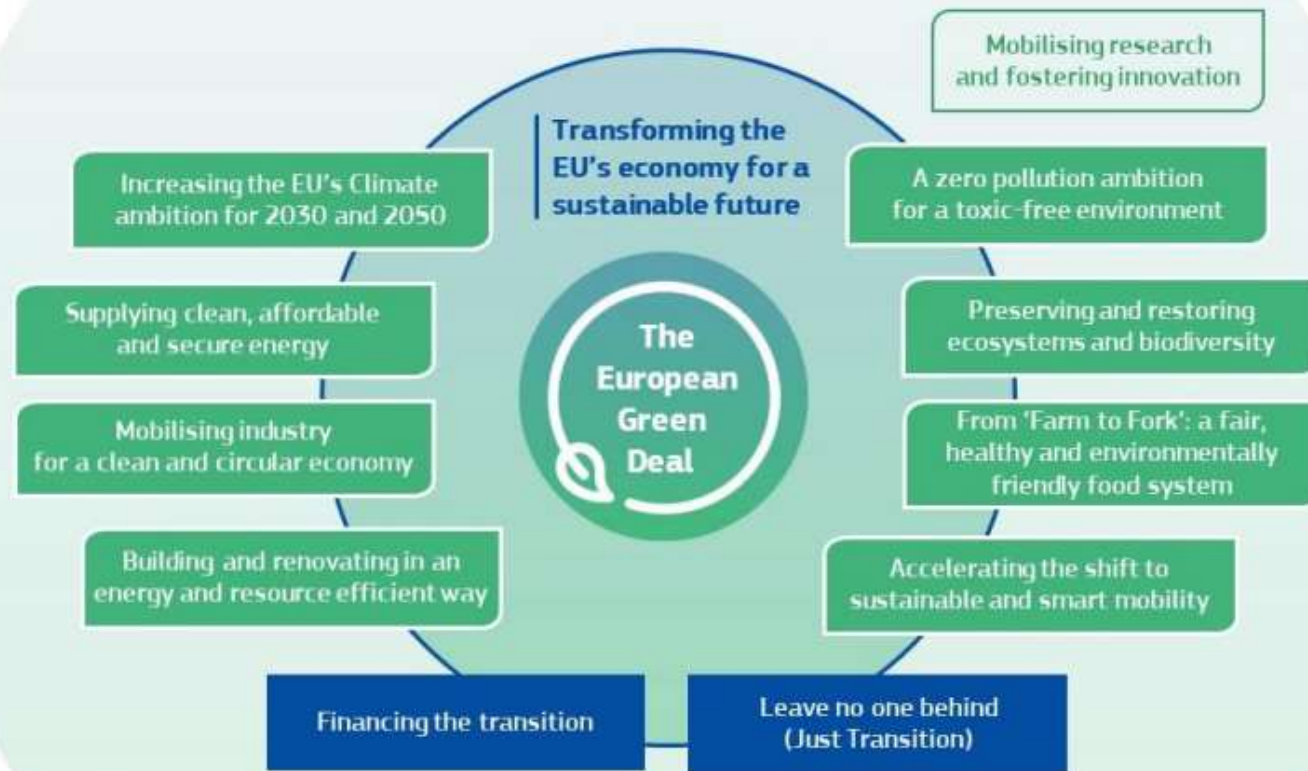 Mobilising research
and fostering innovation
Transforming the
EU's economy for a
sustainable future
Increasing the EU's Climate
ambition for 2030 and 2050
Supplying clean, affordable
and secure energy
Mobilising industry
for a clean and circular economy
Building and renovating in an
energy and resource efficient way
The
European
Green
Deal
A zero pollution ambition
for a toxic-free environment
Preserving and restoring
ecosystems and biodiversity
From 'Farm to Fork': a fair,
healthy and environmentally
friendly food system
Accelerating the shift to
sustainable and smart mobility
Financing the transition
Leave no one behind
(Just Transition)